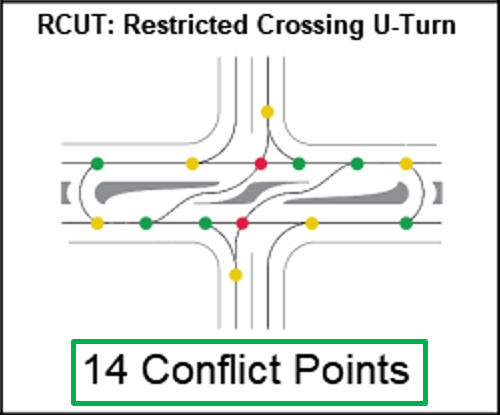 RCUT: Restricted Crossing U-Turn
14 Conflict Points